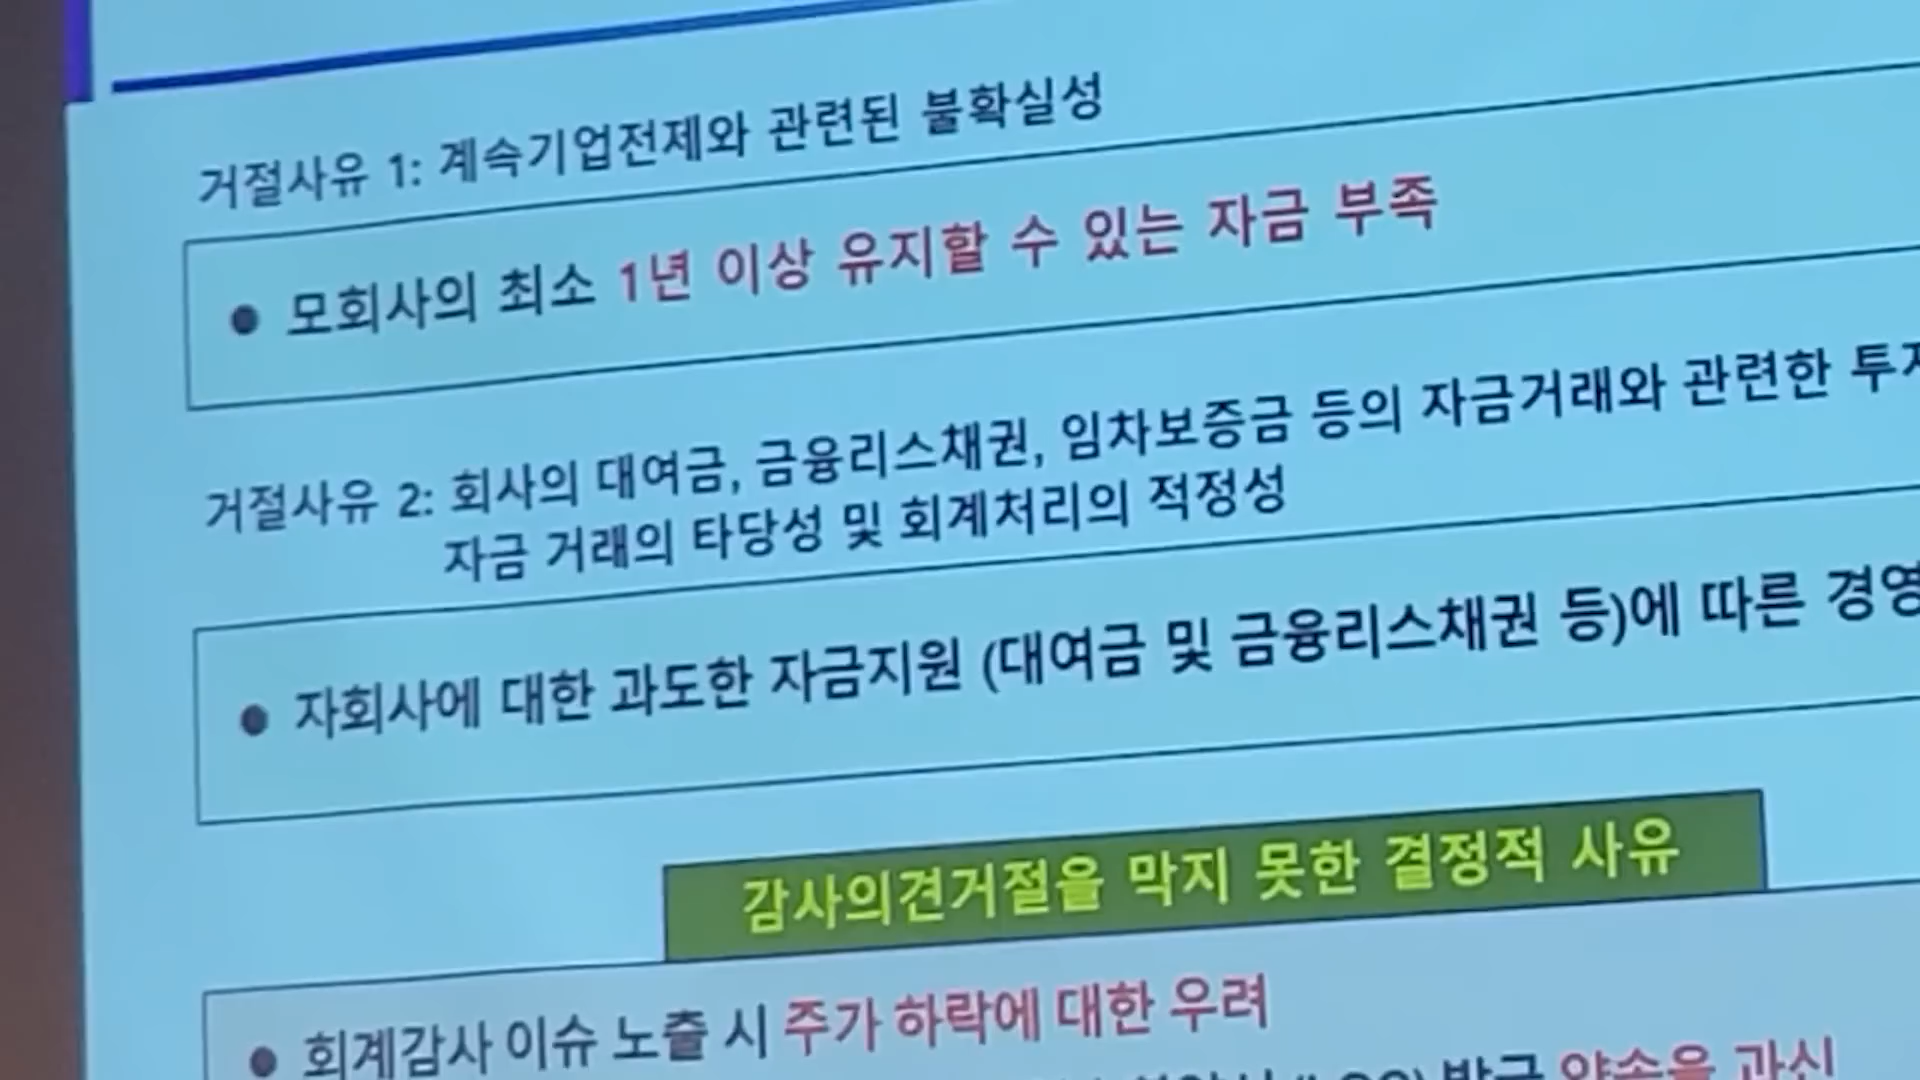 거절사유 1: 계속기업전제와 관련된 불확실성
● 모회사의 최소 1년 이상 유지할 수 있는 자금 부족
거절사유 2: 회사의 대여금, 금융리스채권, 임차보증금 등의 자금거래와 관련한
자금 거래의 타당성 및 회계처리의 적정성
● 자회사에 대한 과도한 자금지원 (대여금 및 금융리스채권 등)에 따른 경영
감사의견거절을 막지 못한 결정적 사유
● 회계감사 이슈 노출 시 주가 하락에 대한 우려
발급 약속을 과신